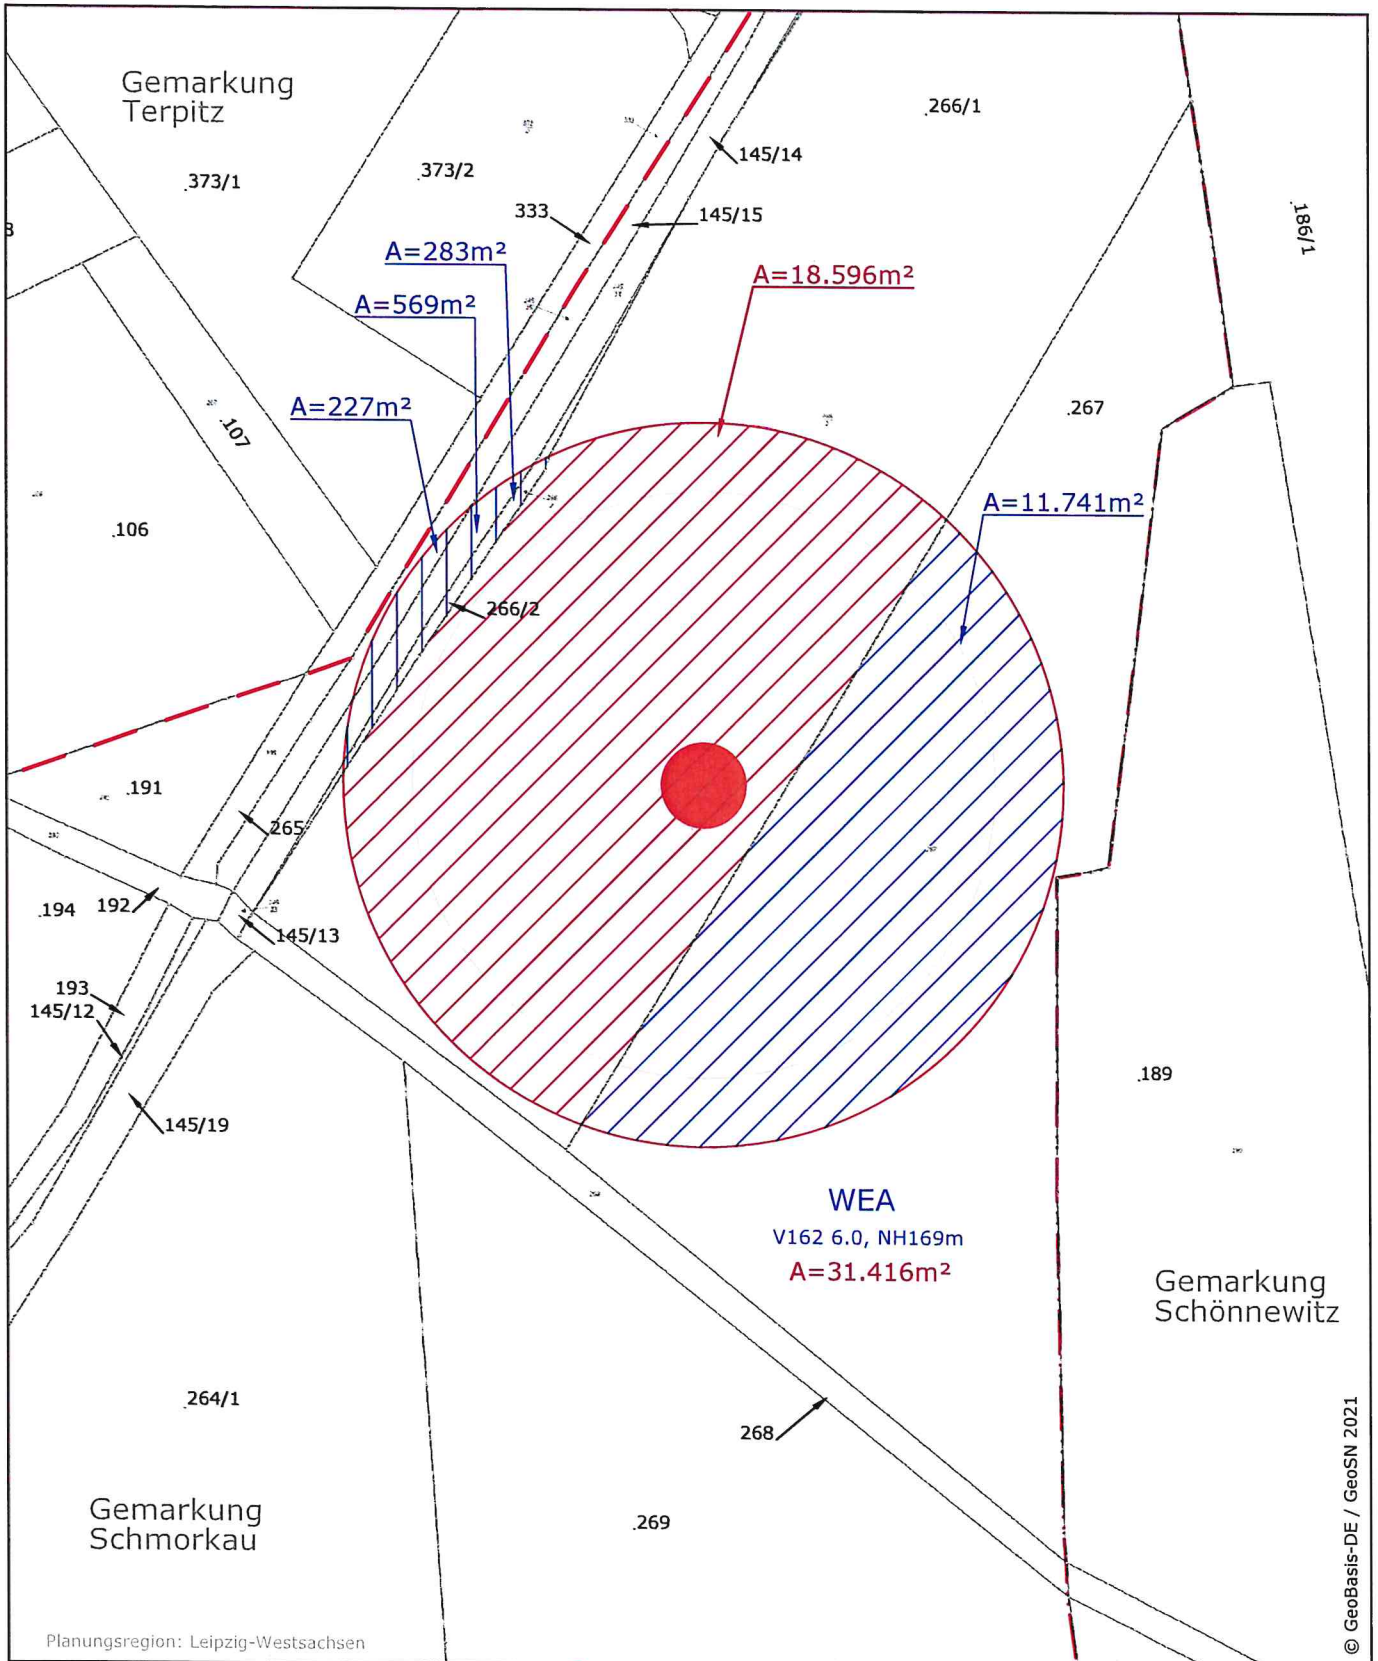 Gemarkung
Terpitz
.266/1
.373/1
.373/2
145/14
333
145/15
.186/1
A=283m²
A=18.596m²
A=569m²
A=227m²
.107
.267
A=11.741m²
.106
266/2
.191
265
.194
192
145/13
193
145/12
.189
145/19
WEA
V162 6.0, NH169m
A=31.416m²
Gemarkung
Schönnewitz
.264/1
268
Gemarkung
Schmorkau
.269
Planungsregion: Leipzig-Westsachsen
© GeoBasis-DE / GeoSN 2021